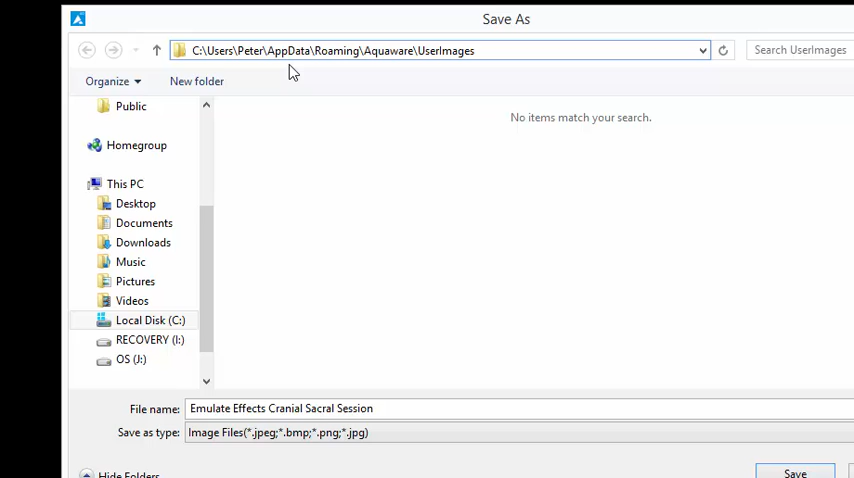 Save As
C:\Users\Peter\AppData\Roaming\Aquaware\UserImages
Search UserImages
Organize
New folder
Public
Homegroup
This PC
Desktop
Documents
Downloads
Music
Pictures
Videos
Local Disk (C:)
RECOVERY (I:)
OS (J:)
No items match your search.
File name: Emulate Effects Cranial Sacral Session
Save as type: Image Files(*.jpeg;*.bmp;*.png;*.jpg)
Hide Folders
Save